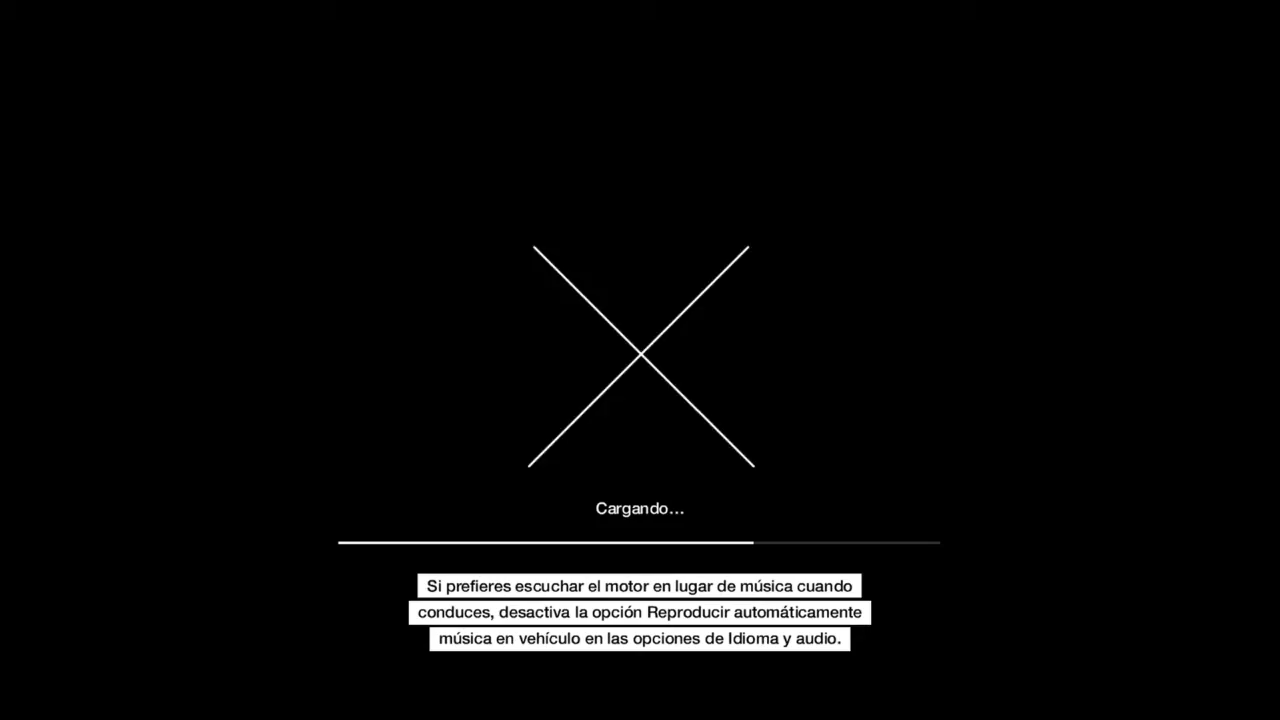 Cargando...
Si prefieres escuchar el motor en lugar de música cuando
conduces, desactiva la opción Reproducir automáticamente
música en vehículo en las opciones de Idioma y audio.